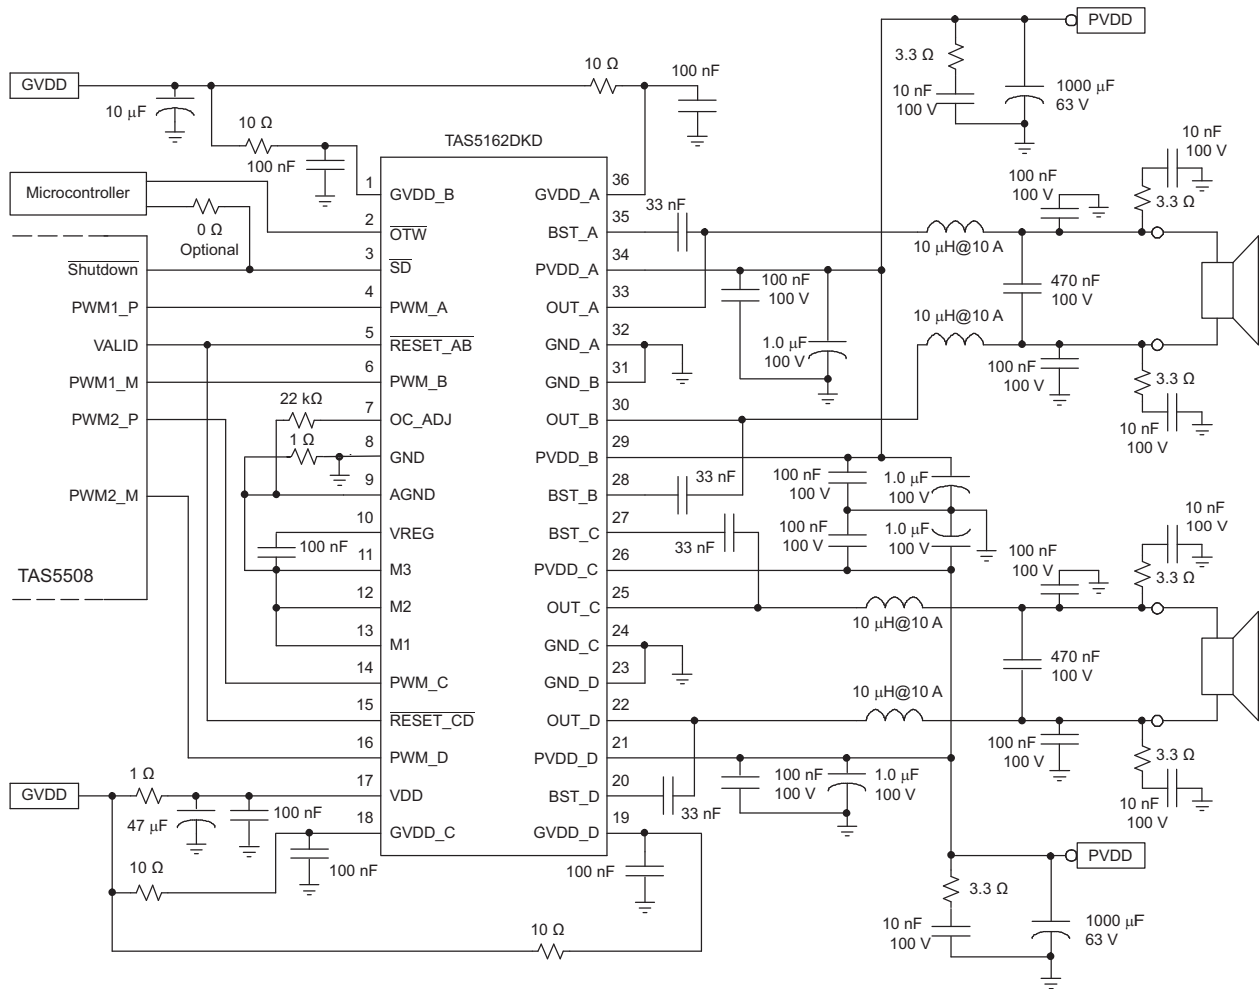 PVDD
3.3 Ω
10 nF
100 V
1000 μF
63 V
GVDD
10 μF
10 Ω
100 nF
10 Ω
100 nF
TAS5162DKD
Microcontroller
0 Ω
Optional
Shutdown
PWM1_P
VALID
PWM1_M
PWM2_P
PWM2_M
TAS5508
1
GVDD_B
2
OTW
3
SD
4
PWM_A
5
RESET_AB
6
PWM_B
22 kΩ
7
OC_ADJ
1 Ω
8
GND
9
AGND
10
VREG
100 nF
11
M3
12
M2
13
M1
14
PWM_C
15
RESET_CD
16
PWM_D
17
VDD
18
GVDD_C
36
GVDD_A
35
BST_A
34
PVDD_A
33
OUT_A
32
GND_A
31
GND_B
30
OUT_B
29
PVDD_B
28
BST_B
27
BST_C
26
PVDD_C
25
OUT_C
24
GND_C
23
GND_D
22
OUT_D
21
PVDD_D
20
BST_D
19
GVDD_D
33 nF
100 nF
100 V
1.0 μF
100 V
10 μH@10 A
10 μH@10 A
100 nF
100 V
10 nF
100 V
3.3 Ω
470 nF
100 V
100 nF
100 V
3.3 Ω
10 nF
100 V
33 nF
33 nF
100 nF
100 V
1.0 μF
100 V
100 nF
100 V
1.0 μF
100 V
10 μH@10 A
10 μH@10 A
100 nF
100 V
10 nF
100 V
3.3 Ω
470 nF
100 V
100 nF
100 V
3.3 Ω
10 nF
100 V
100 nF
100 V
1.0 μF
100 V
33 nF
GVDD
1 Ω
47 μF
100 nF
10 Ω
100 nF
100 nF
10 Ω
PVDD
3.3 Ω
10 nF
100 V
1000 μF
63 V